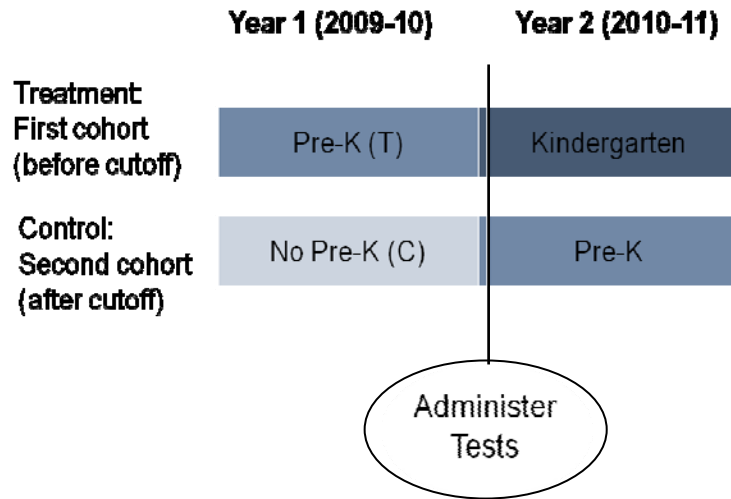 Year 1 (2009-10) Year 2 (2010-11)
Treatment:
First cohort
(before cutoff)
Pre-K (T) Kindergarten
Control:
Second cohort
(after cutoff)
No Pre-K (C) Pre-K
Administer
Tests